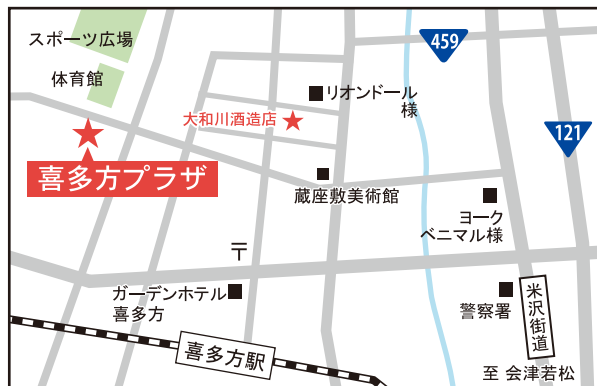 スポーツ広場
体育館
459
リオンドール
様
大和川酒造店
121
喜多方プラザ
蔵座敷美術館
ヨーク
ベニマル様
〒
ガーデンホテル
喜多方
警察署
米沢街道
喜多方駅
至 会津若松